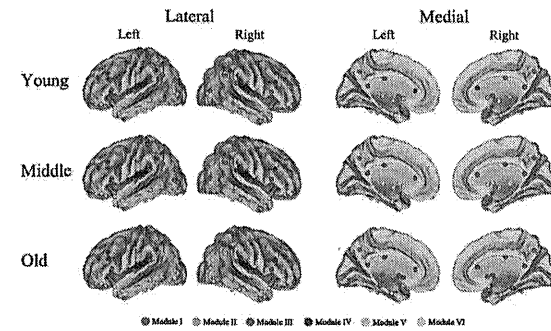 Lateral Medial
Left Right Left Right
Young
Middle
Old
Module I Module II Module III Module IV Module V Module VI